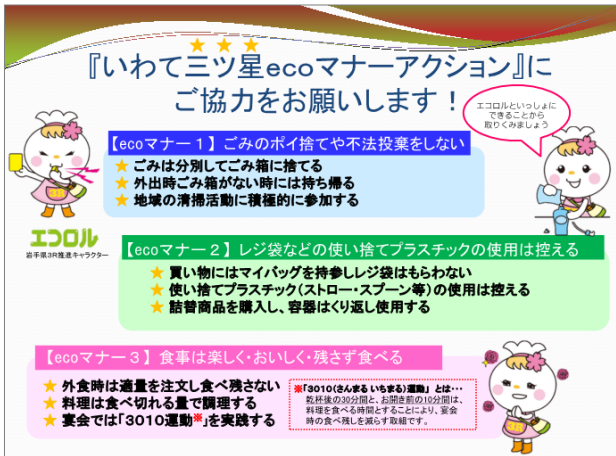 『いわて三ツ星ecoマナーアクション』に
ご協力をお願いします！
エコロルといっしょに
できることから
取りくみましょう
【ecoマナー１】ごみのポイ捨てや不法投棄をしない
★ ごみは分別してごみ箱に捨てる
★ 外出時ごみ箱がない時には持ち帰る
★ 地域の清掃活動に積極的に参加する
エコロル
岩手県3R推進キャラクター
【ecoマナー２】レジ袋などの使い捨てプラスチックの使用は控える
★ 買い物にはマイバッグを持参しレジ袋はもらわない
★ 使い捨てプラスチック（ストロー・スプーン等）の使用は控える
★ 詰替商品を購入し、容器はくり返し使用する
【ecoマナー３】食事は楽しく・おいしく・残さず食べる
★ 外食時は適量を注文し食べ残さない
★ 料理は食べ切れる量で調理する
★ 宴会では「3010運動※」を実践する
※「3010（さんまる いちまる）運動」とは･･･
乾杯後の30分間と、お開き前の10分間は、
料理を食べる時間とすることにより、宴会
時の食べ残しを減らす取組です。